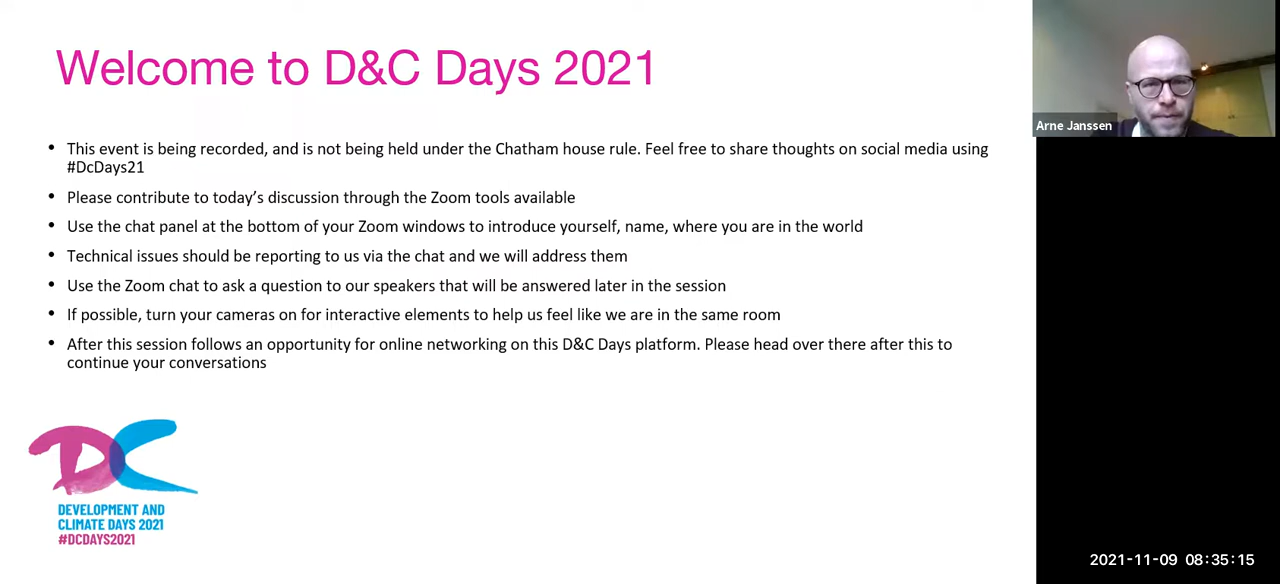 Welcome to D&C Days 2021
• This event is being recorded, and is not being held under the Chatham house rule. Feel free to share thoughts on social media using
#DcDays21
• Please contribute to today’s discussion through the Zoom tools available
• Use the chat panel at the bottom of your Zoom windows to introduce yourself, name, where you are in the world
• Technical issues should be reporting to us via the chat and we will address them
• Use the Zoom chat to ask a question to our speakers that will be answered later in the session
• If possible, turn your cameras on for interactive elements to help us feel like we are in the same room
• After this session follows an opportunity for online networking on this D&C Days platform. Please head over there after this to
continue your conversations
DC
DEVELOPMENT AND
CLIMATE DAYS 2021
#DCDAYS2021
Arne Janssen
2021-11-09 08:35:15